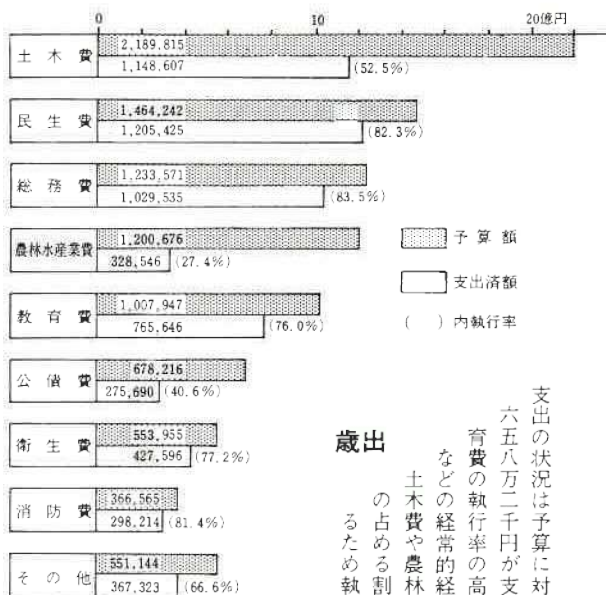 0 10 20億円
土木費 2,189.815
1,148.607 (52.5%)
民生費 1,464,242
1,205,425 (82.3%)
総務費 1,233,571
1,029,535 (83.5%)
農林水産業費 1,200,676
328,546 (27.4%)
教育費 1,007,947
765,646 (76.0%)
公債費 678,216
275,690 (40.6%)
衛生費 553,955
427,596 (77.2%)
消防費 366,565
298,214 (81.4%)
その他 551,144
367,323 (66.6%)
予算額
支出済額
( )内執行率
支出の状況は予算に対
六五八万二千円が支
育費の執行率の高
などの経常的経
土木費や農林
の占める割
るため執
歳出